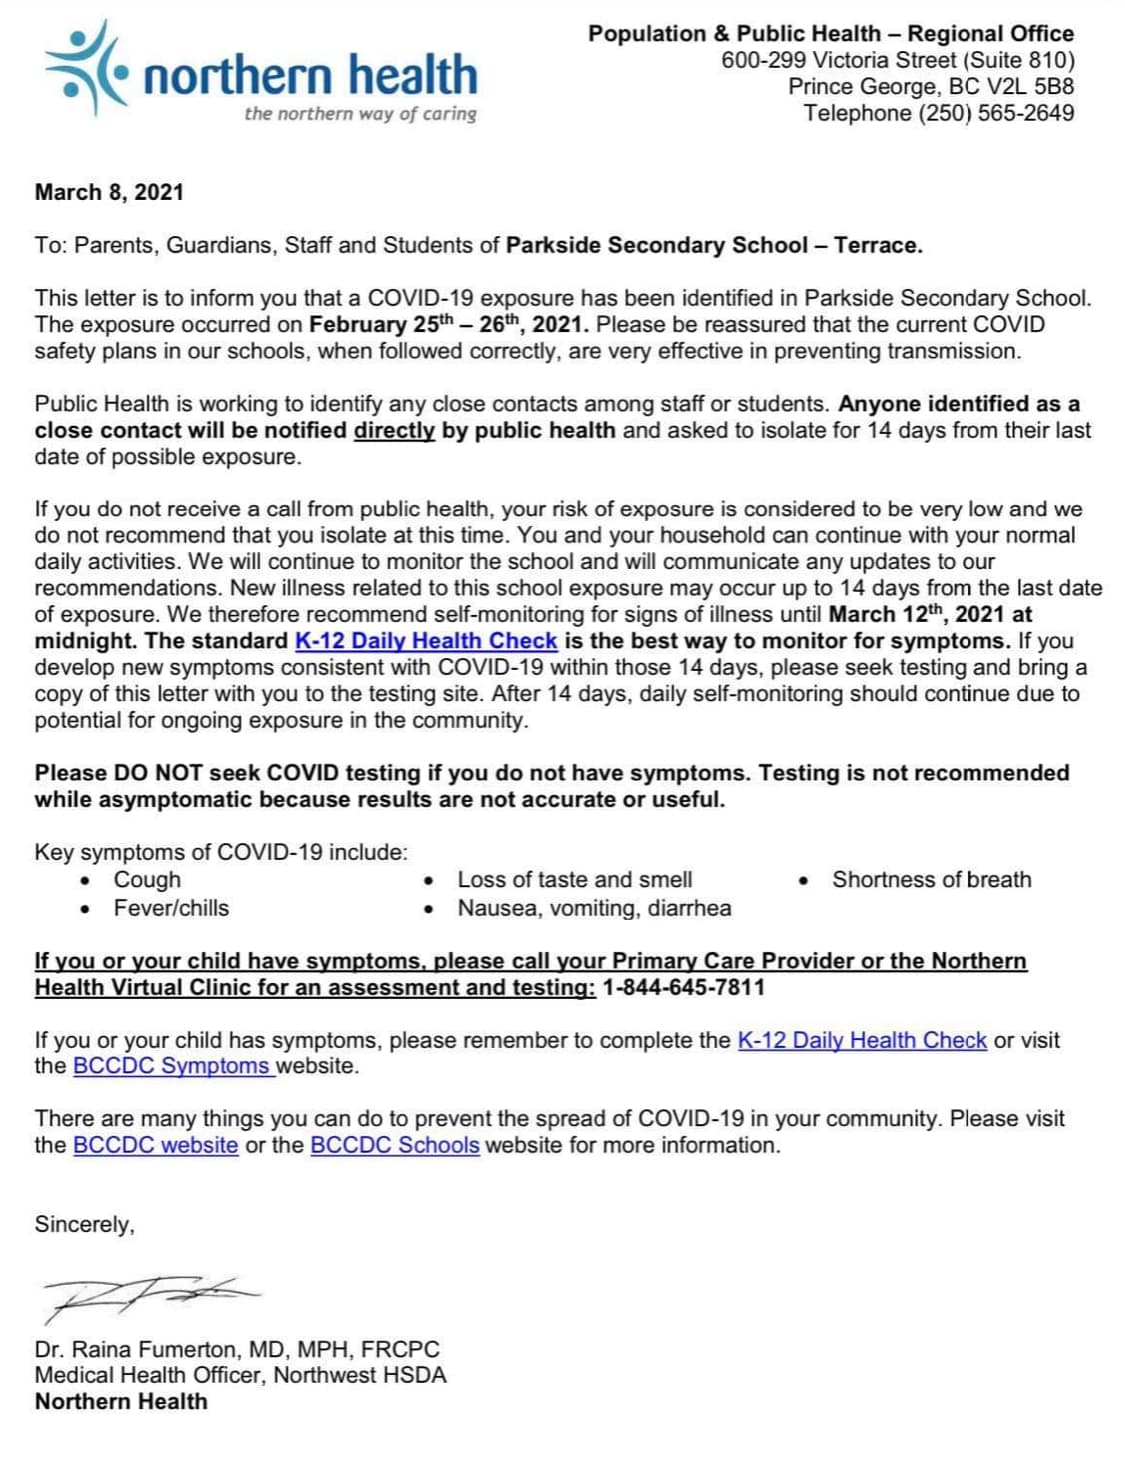 northern health
the northern way of caring
Population & Public Health – Regional Office
600-299 Victoria Street (Suite 810)
Prince George, BC V2L 5B8
Telephone (250) 565-2649
March 8, 2021
To: Parents, Guardians, Staff and Students of Parkside Secondary School – Terrace.
This letter is to inform you that a COVID-19 exposure has been identified in Parkside Secondary School.
The exposure occurred on February 25th – 26th, 2021. Please be reassured that the current COVID
safety plans in our schools, when followed correctly, are very effective in preventing transmission.
Public Health is working to identify any close contacts among staff or students. Anyone identified as a
close contact will be notified directly by public health and asked to isolate for 14 days from their last
date of possible exposure.
If you do not receive a call from public health, your risk of exposure is considered to be very low and we
do not recommend that you isolate at this time. You and your household can continue with your normal
daily activities. We will continue to monitor the school and will communicate any updates to our
recommendations. New illness related to this school exposure may occur up to 14 days from the last date
of exposure. We therefore recommend self-monitoring for signs of illness until March 12th, 2021 at
midnight. The standard K-12 Daily Health Check is the best way to monitor for symptoms. If you
develop new symptoms consistent with COVID-19 within those 14 days, please seek testing and bring a
copy of this letter with you to the testing site. After 14 days, daily self-monitoring should continue due to
potential for ongoing exposure in the community.
Please DO NOT seek COVID testing if you do not have symptoms. Testing is not recommended
while asymptomatic because results are not accurate or useful.
Key symptoms of COVID-19 include:
• Cough • Loss of taste and smell • Shortness of breath
• Fever/chills • Nausea, vomiting, diarrhea
If you or your child have symptoms, please call your Primary Care Provider or the Northern
Health Virtual Clinic for an assessment and testing: 1-844-645-7811
If you or your child has symptoms, please remember to complete the K-12 Daily Health Check or visit
the BCCDC Symptoms website.
There are many things you can do to prevent the spread of COVID-19 in your community. Please visit
the BCCDC website or the BCCDC Schools website for more information.
Sincerely,
Dr. Raina Fumerton, MD, MPH, FRCPC
Medical Health Officer, Northwest HSDA
Northern Health